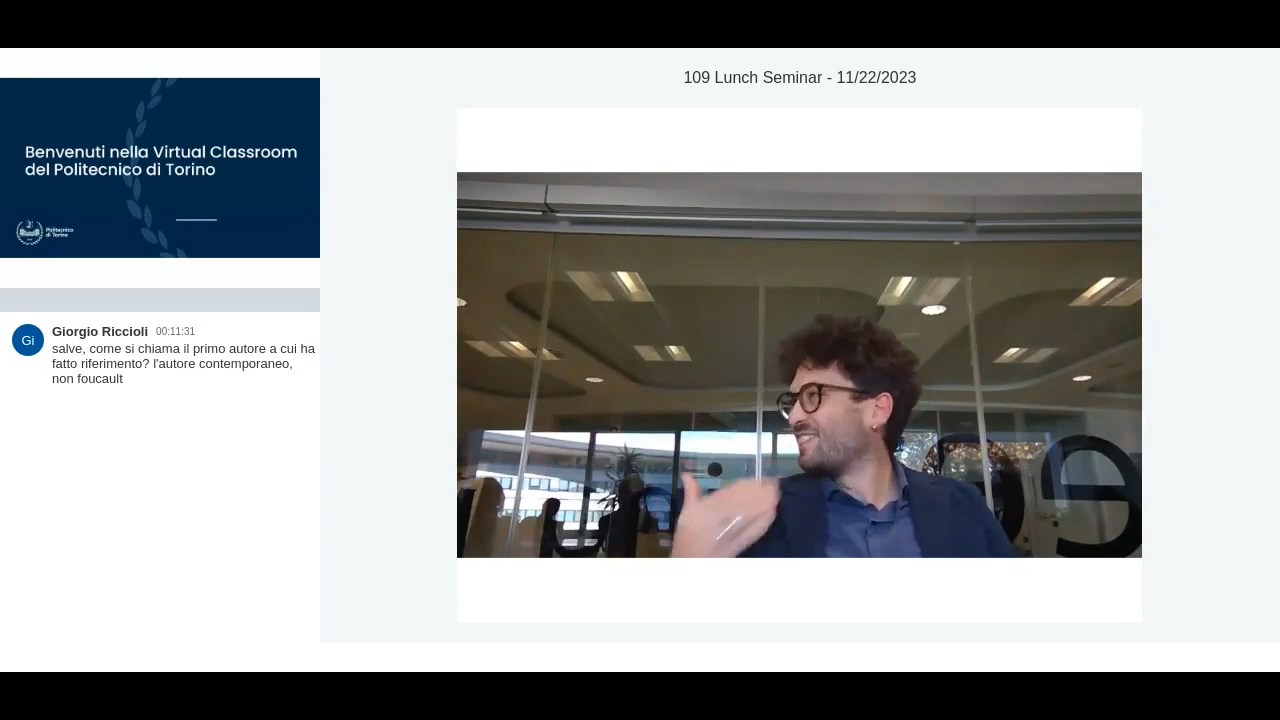 109 Lunch Seminar - 11/22/2023
Benvenuti nella Virtual Classroom
del Politecnico di Torino
Politecnico
di Torino
Gi
Giorgio Riccioli 00:11:31
salve, come si chiama il primo autore a cui ha
fatto riferimento? l'autore contemporaneo,
non foucault